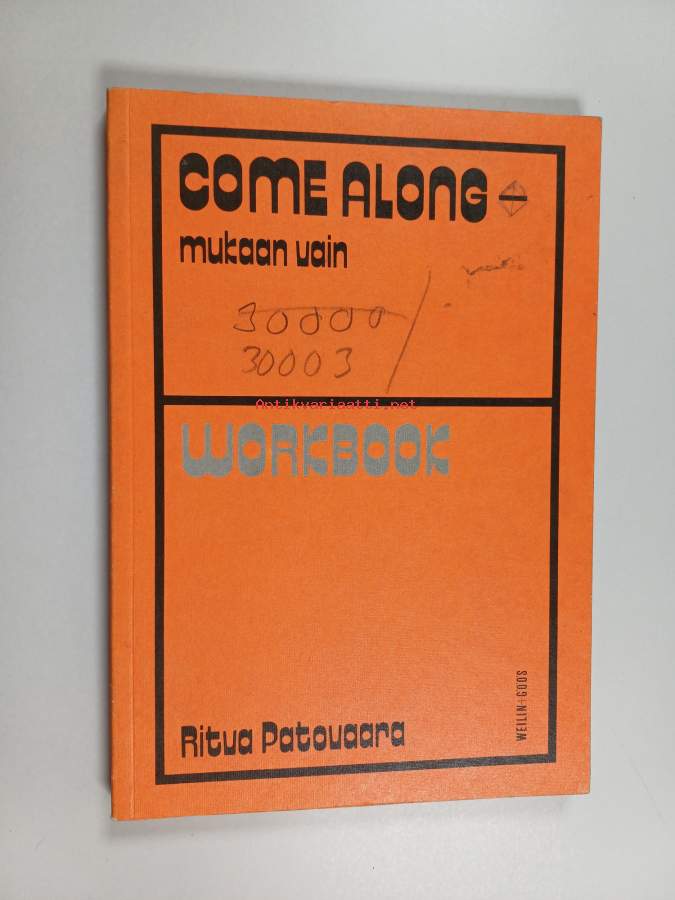 COME ALONG
mukaan vain
30000
30003
Antikvariaatti.net
WORKBOOK
WEILIN+GÖÖS
Ritva Patovaara